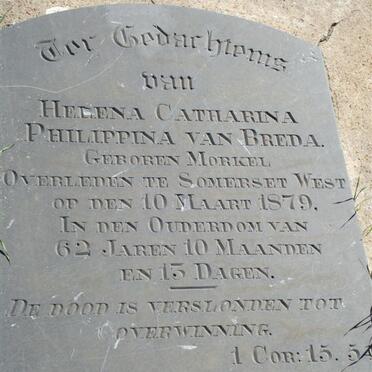 Ter Gedachtenis
van
HELENA CATHARINA
PHILIPPINA VAN BREDA.
GEBOREN MORKEL
OVERLEDEN TE SOMERSET WEST
OP DEN 10 MAART 1879.
IN DEN OUDERDOM VAN
62 JAREN 10 MAANDEN
EN 13 DAGEN.
DE DOOD IS VERSLONDEN TOT
OVERWINNING.
1 COR: 15.